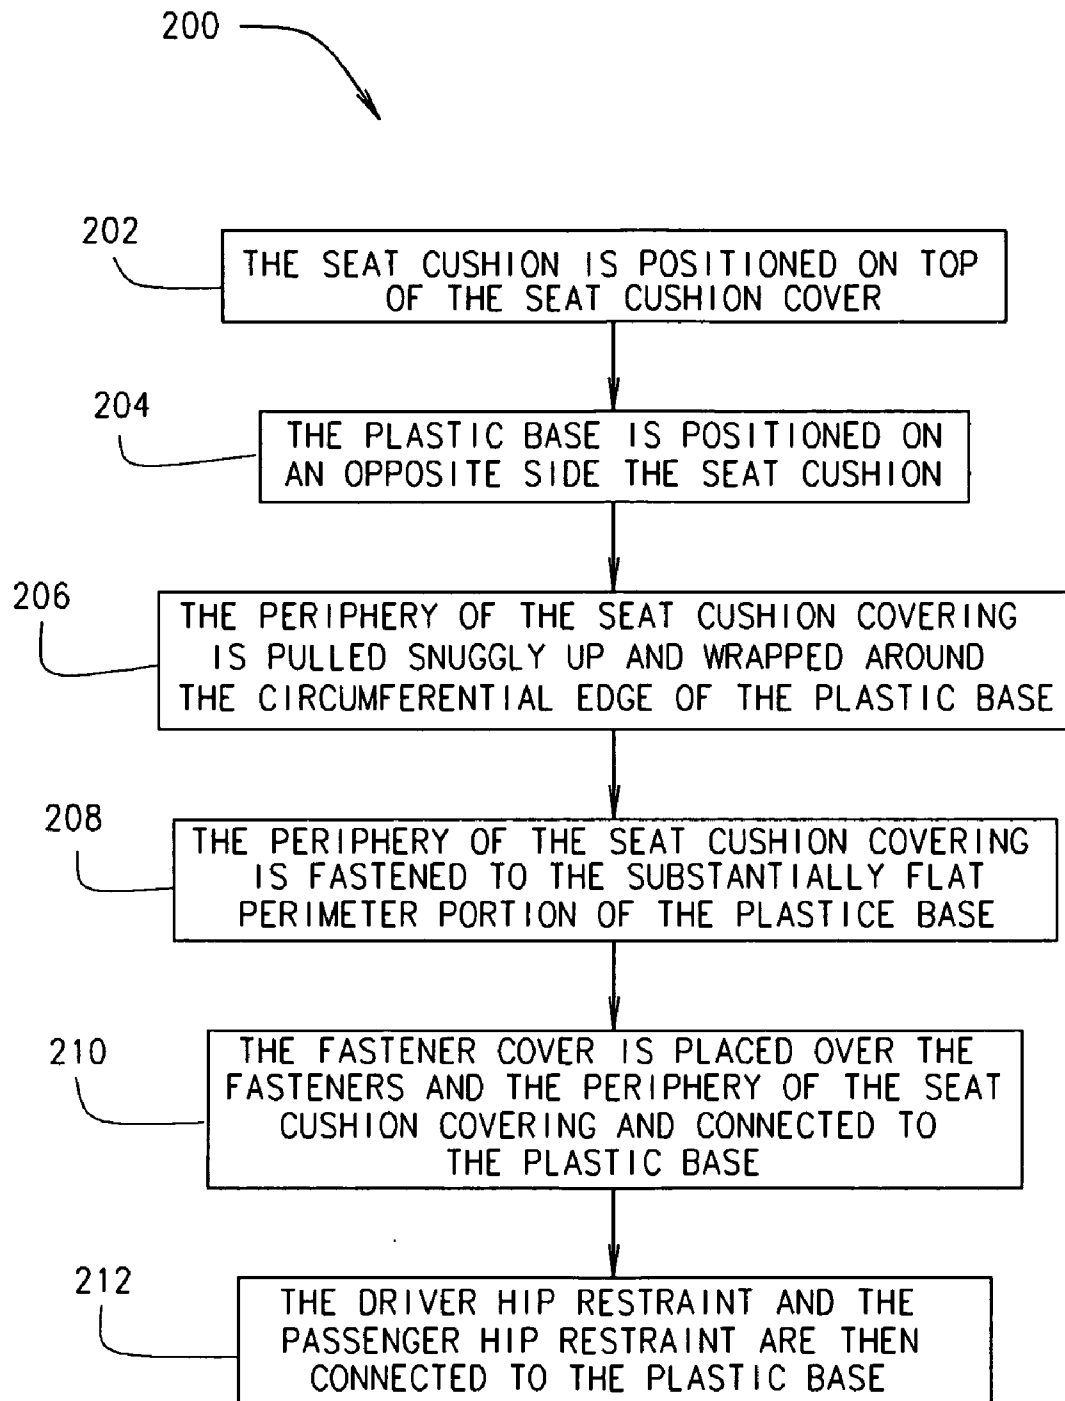 200
202
THE SEAT CUSHION IS POSITIONED ON TOP
OF THE SEAT CUSHION COVER
204
THE PLASTIC BASE IS POSITIONED ON
AN OPPOSITE SIDE THE SEAT CUSHION
206
THE PERIPHERY OF THE SEAT CUSHION COVERING
IS PULLED SNUGGLY UP AND WRAPPED AROUND
THE CIRCUMFERENTIAL EDGE OF THE PLASTIC BASE
208
THE PERIPHERY OF THE SEAT CUSHION COVERING
IS FASTENED TO THE SUBSTANTIALLY FLAT
PERIMETER PORTION OF THE PLASTICE BASE
210
THE FASTENER COVER IS PLACED OVER THE
FASTENERS AND THE PERIPHERY OF THE SEAT
CUSHION COVERING AND CONNECTED TO
THE PLASTIC BASE
212
THE DRIVER HIP RESTRAINT AND THE
PASSENGER HIP RESTRAINT ARE THEN
CONNECTED TO THE PLASTIC BASE